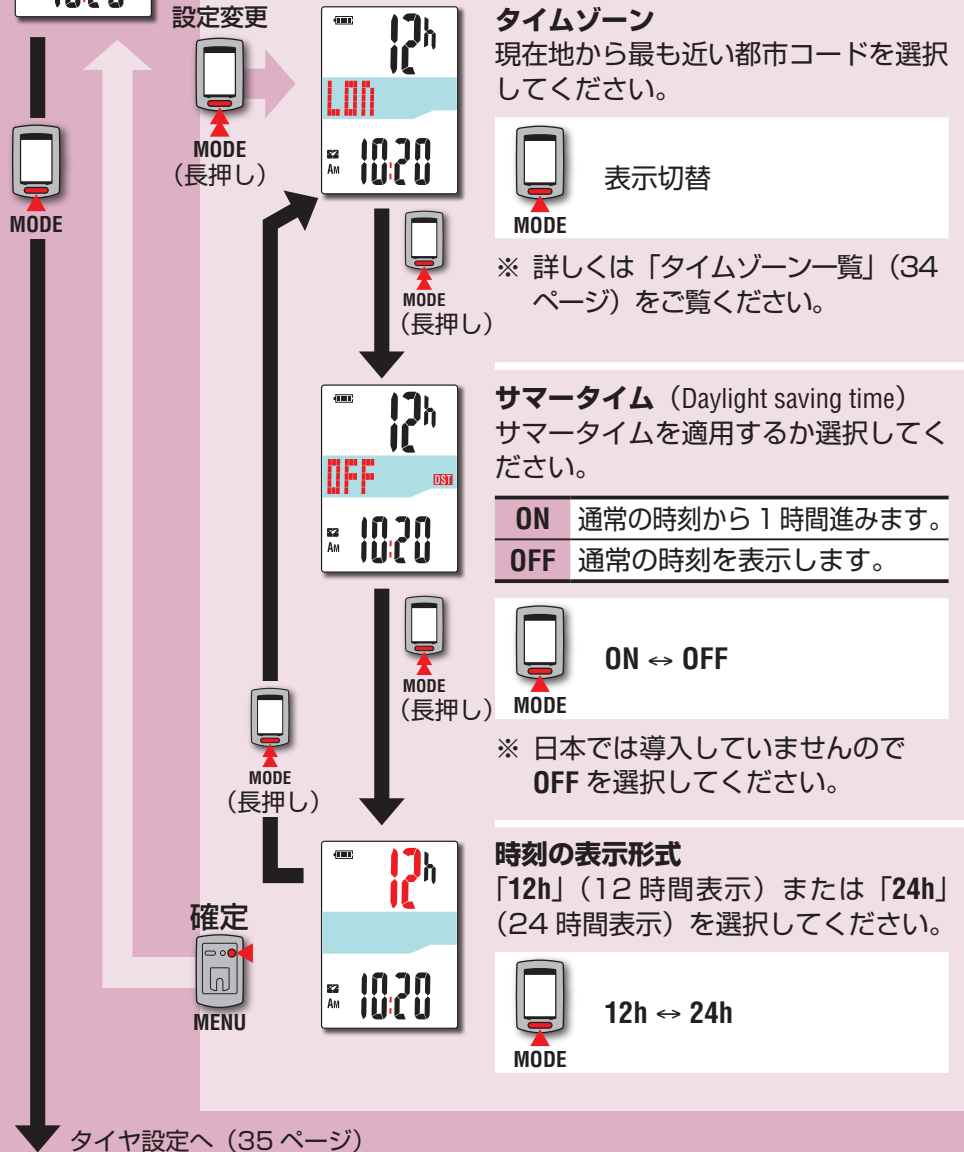 10:20
設定変更
MODE
(長押し)
MODE
12h
LON
AM 10:20
タイムゾーン
現在地から最も近い都市コードを選択
してください。
MODE
表示切替
※ 詳しくは「タイムゾーン一覧」(34
ページ)をご覧ください。
MODE
(長押し)
12h
OFF DST
AM 10:20
サマータイム(Daylight saving time)
サマータイムを適用するか選択してく
ださい。
ON 通常の時刻から1時間進みます。
OFF 通常の時刻を表示します。
MODE
ON ↔ OFF
※ 日本では導入していませんので
OFF を選択してください。
MODE
(長押し)
MODE
(長押し)
12h
AM 10:20
時刻の表示形式
「12h」(12時間表示)または「24h」
(24時間表示)を選択してください。
MODE
12h ↔ 24h
確定
MENU
タイヤ設定へ(35ページ)